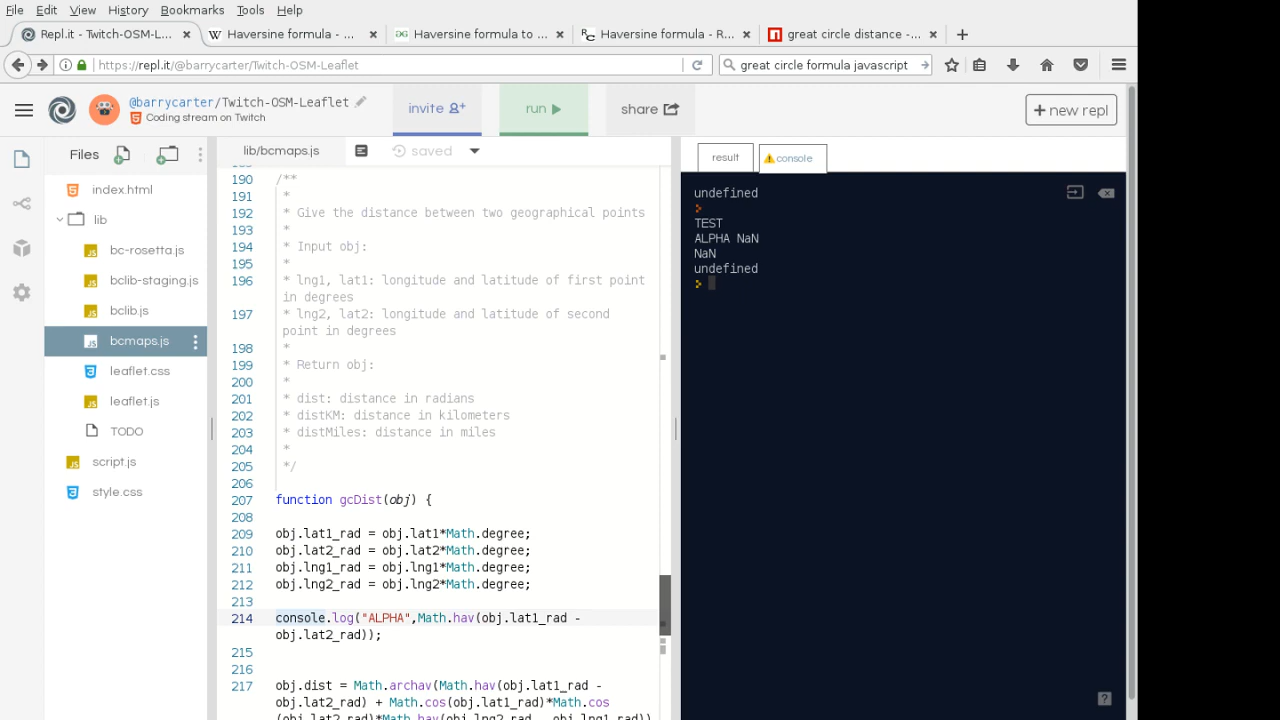 File Edit View History Bookmarks Tools Help
Repl.it - Twitch-OSM-L...
Haversine formula - ...
Haversine formula to ...
Haversine formula - R...
great circle distance -...
https://repl.it/@barrycarter/Twitch-OSM-Leaflet
great circle formula javascript
@barrycarter/Twitch-OSM-Leaflet
Coding stream on Twitch
invite
run
share
+ new repl
Files
index.html
lib
bc-rosetta.js
bclib-staging.js
bclib.js
bcmaps.js
leaflet.css
leaflet.js
TODO
script.js
style.css
lib/bcmaps.js
saved
190 /**
191 *
192 * Give the distance between two geographical points
193 *
194 * Input obj:
195 *
196 * lng1, lat1: longitude and latitude of first point
in degrees
197 * lng2, lat2: longitude and latitude of second
point in degrees
198 *
199 * Return obj:
200 *
201 * dist: distance in radians
202 * distKM: distance in kilometers
203 * distMiles: distance in miles
204 *
205 */
206
207 function gcDist(obj) {
208
209 obj.lat1_rad = obj.lat1*Math.degree;
210 obj.lat2_rad = obj.lat2*Math.degree;
211 obj.lng1_rad = obj.lng1*Math.degree;
212 obj.lng2_rad = obj.lng2*Math.degree;
213
214 console.log("ALPHA",Math.hav(obj.lat1_rad -
obj.lat2_rad));
215
216
217 obj.dist = Math.archav(Math.hav(obj.lat1_rad -
obj.lat2_rad) + Math.cos(obj.lat1_rad)*Math.cos
(obj.lat2_rad)*Math.hav(obj.lng2_rad - obj.lng1_rad))
result
console
undefined
>
TEST
ALPHA NaN
NaN
undefined
>
?